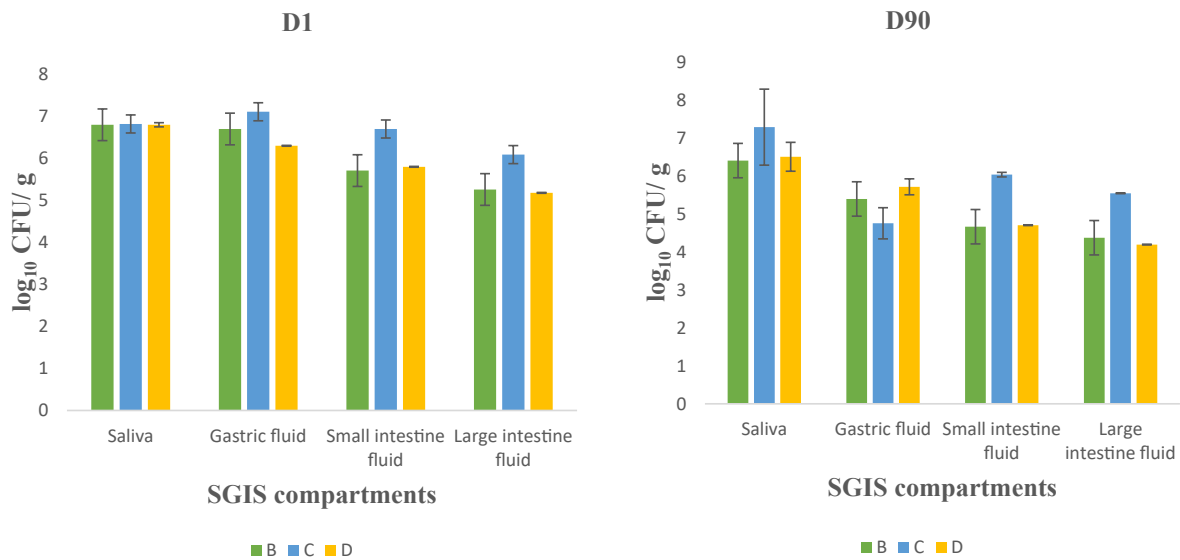 D1
log₁₀ CFU/ g
8
7
6
5
4
3
2
1
0
Saliva
Gastric fluid
Small intestine
fluid
Large intestine
fluid
SGIS compartments
B
C
D
D90
log₁₀ CFU/ g
9
8
7
6
5
4
3
2
1
0
Saliva
Gastric fluid
Small intestine
fluid
Large
intestine fluid
SGIS compartments
B
C
D